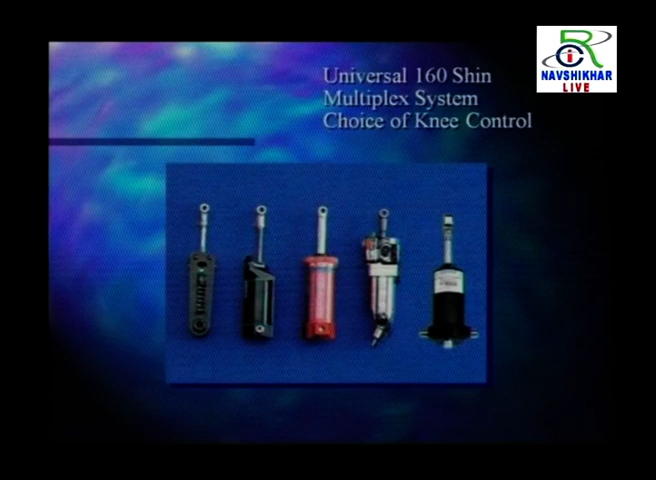 Universal 160 Shin
Multiplex System
Choice of Knee Control
NAVSHIKHAR
LIVE